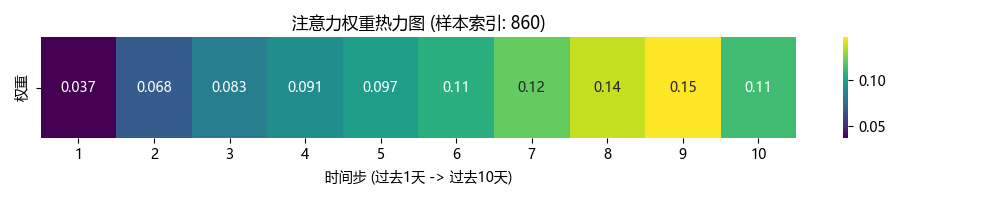 注意力权重热力图 (样本索引: 860)
权重
0.037 0.068 0.083 0.091 0.097 0.11 0.12 0.14 0.15 0.11
1 2 3 4 5 6 7 8 9 10
时间步 (过去1天 -> 过去10天)
0.10
0.05